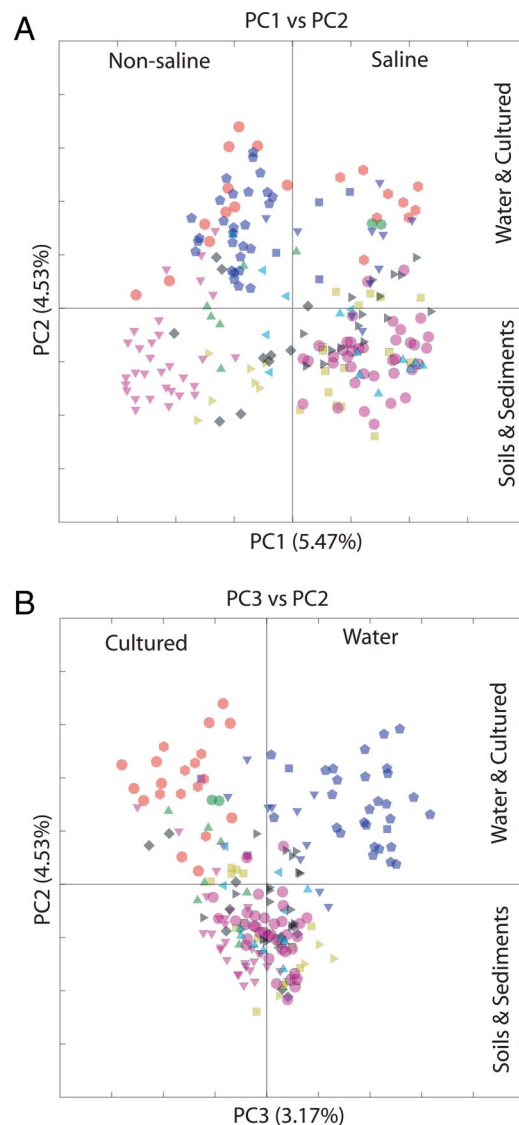 A
PC1 vs PC2
Non-saline
Saline
Water & Cultured
PC2 (4.53%)
Soils & Sediments
PC1 (5.47%)
B
PC3 vs PC2
Cultured
Water
Water & Cultured
PC2 (4.53%)
Soils & Sediments
PC3 (3.17%)